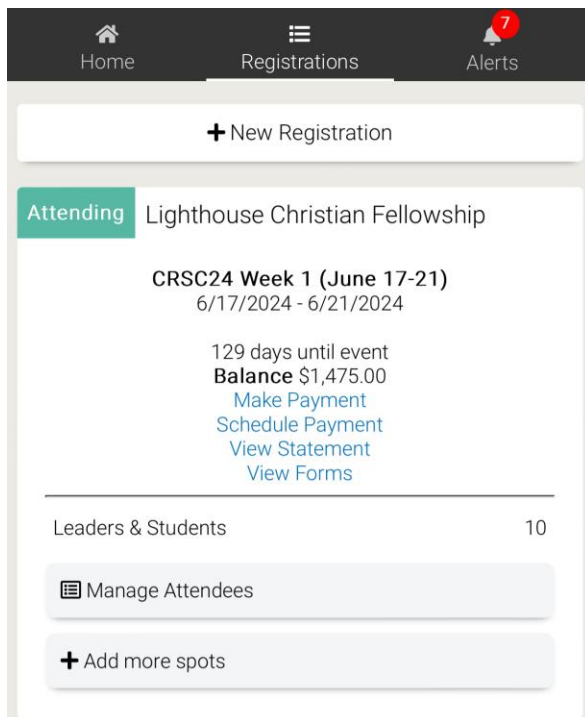 7
Home Registrations Alerts
New Registration
Attending Lighthouse Christian Fellowship
CRSC24 Week 1 (June 17-21)
6/17/2024 - 6/21/2024
129 days until event
Balance $1,475.00
Make Payment
Schedule Payment
View Statement
View Forms
Leaders & Students 10
Manage Attendees
Add more spots